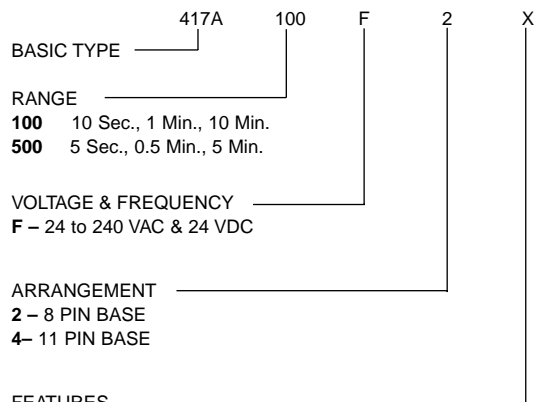 417A 100 F 2 X
BASIC TYPE
RANGE
100 10 Sec., 1 Min., 10 Min.
500 5 Sec., 0.5 Min., 5 Min.
VOLTAGE & FREQUENCY
F – 24 to 240 VAC & 24 VDC
ARRANGEMENT
2 – 8 PIN BASE
4– 11 PIN BASE
FEATURES